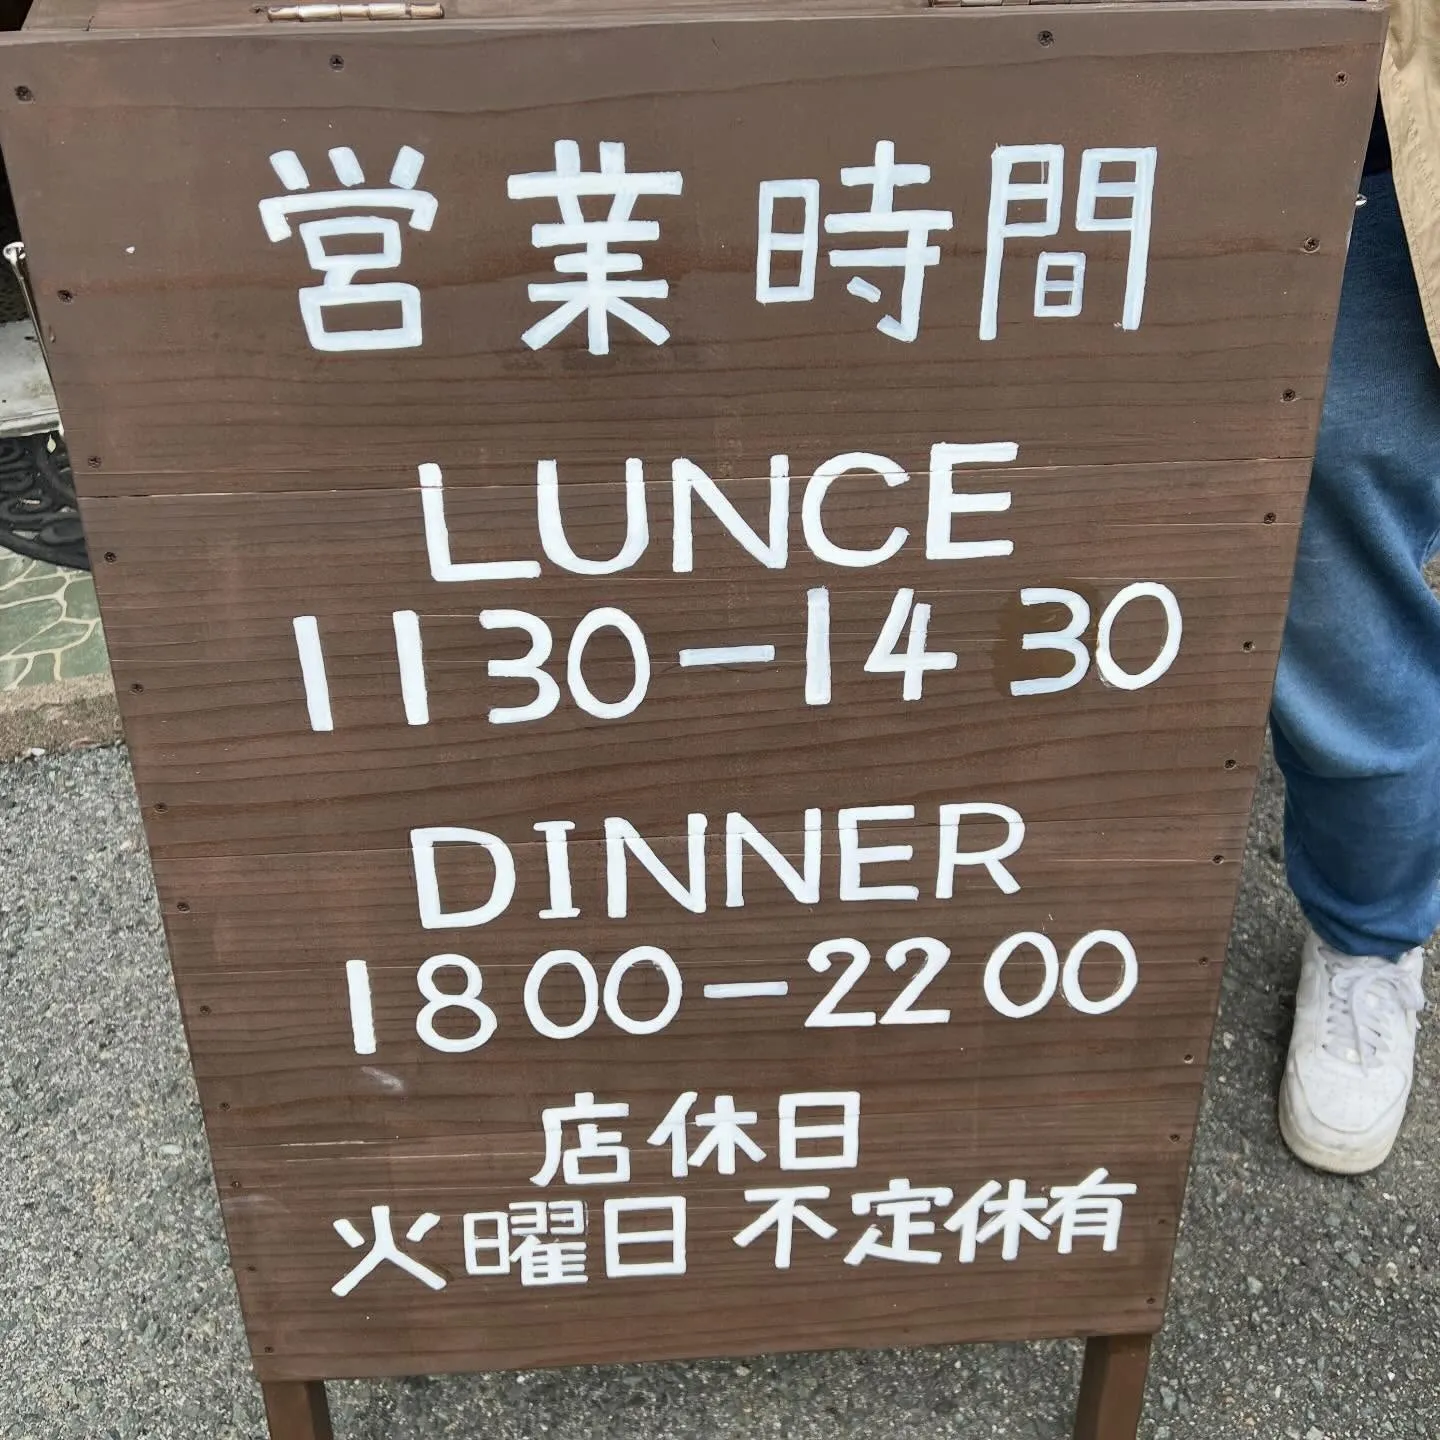 営業時間
LUNCE
1130-1430
DINNER
1800-2200
店休日
火曜日 不定休有